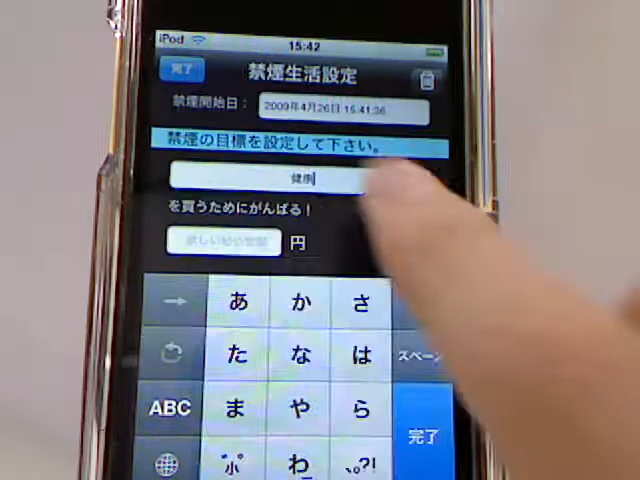 iPod
15:42
完了
禁煙生活設定
禁煙開始日：
2009年4月26日 15:41:36
禁煙の目標を設定して下さい。
を買うためにがんばる！
円
→
あ
か
さ
た
な
は
スペース
ABC
ま
や
ら
完了
小
わ
､｡?!